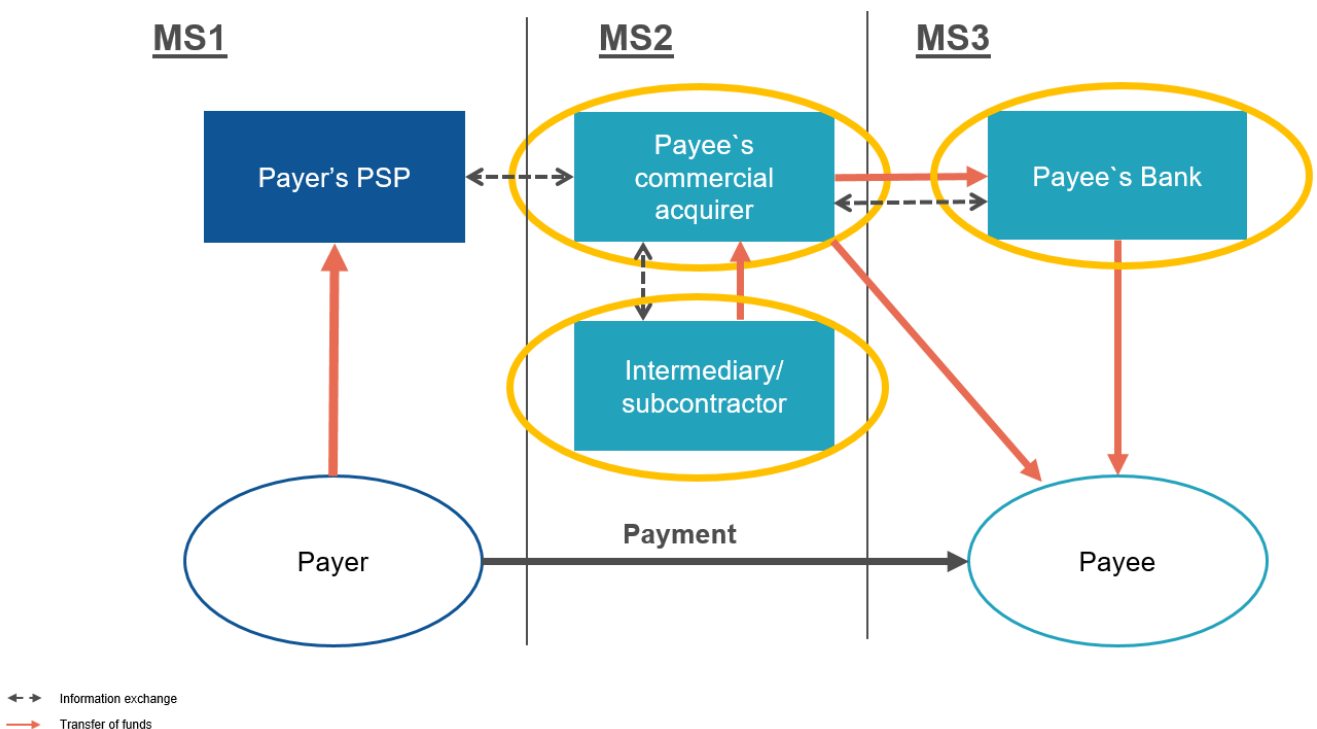 MS1
MS2
MS3
Payer’s PSP
Payee`s
commercial
acquirer
Payee`s Bank
Intermediary/
subcontractor
Payment
Payer
Payee
Information exchange
Transfer of funds